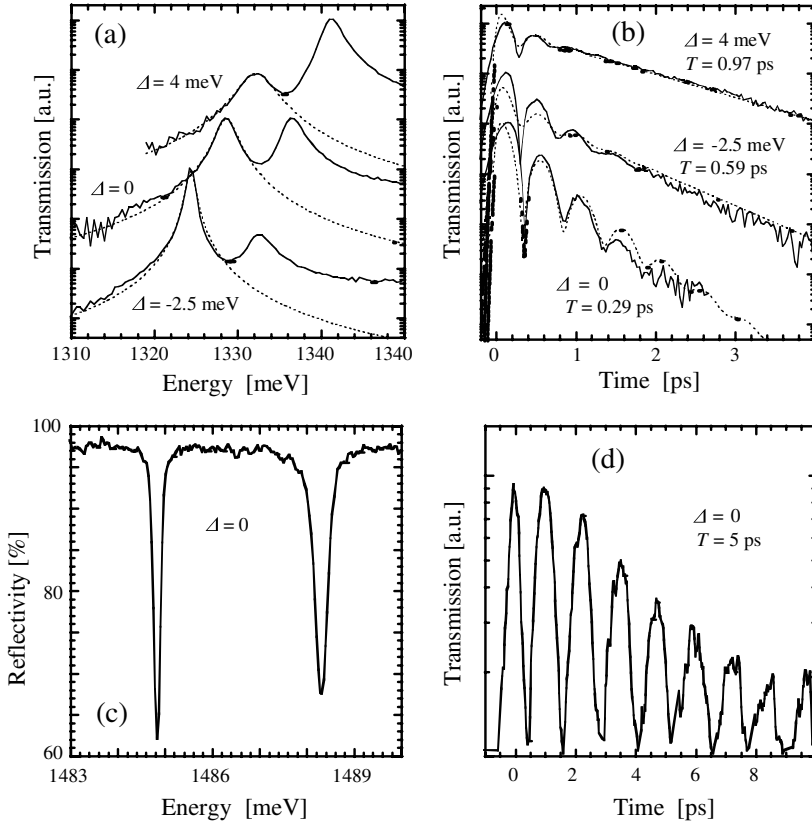 (a)
Transmission [a.u.]
Δ = 4 meV
Δ = 0
Δ = -2.5 meV
1310 1320 1330 1340 1340
Energy [meV]
(b)
Transmission [a.u.]
Δ = 4 meV
T = 0.97 ps
Δ = -2.5 meV
T = 0.59 ps
Δ = 0
T = 0.29 ps
0 1 2 3
Time [ps]
(c)
Reflectivity [%]
100
80
60
Δ = 0
1483 1486 1489
Energy [meV]
(d)
Transmission [a.u.]
Δ = 0
T = 5 ps
0 2 4 6 8
Time [ps]